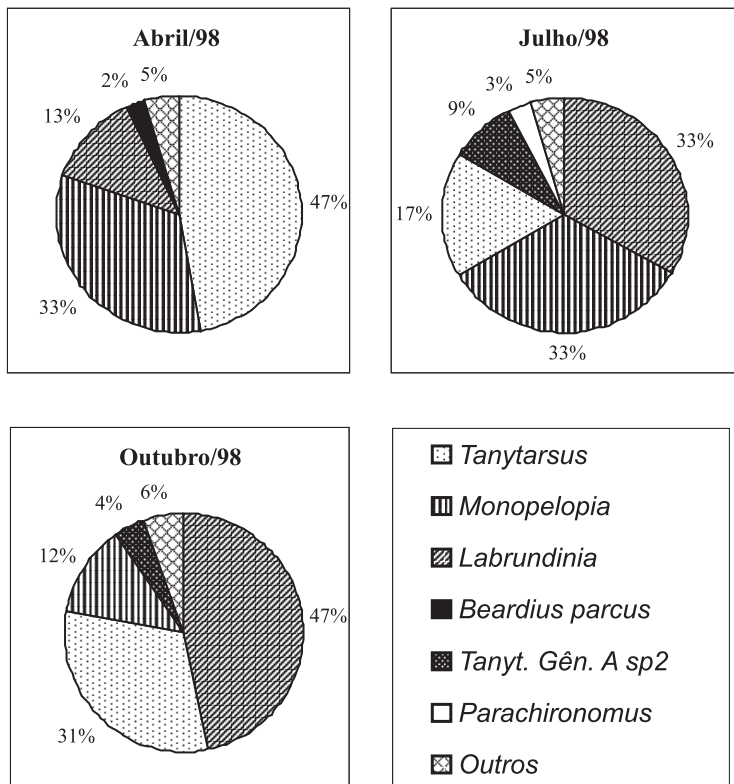 Abril/98
2% 5%
13%
47%
33%
Julho/98
3% 5%
9%
33%
17%
33%
Outubro/98
4% 6%
12%
47%
31%
Tanytarsus
Monopelopia
Labrundinia
Beardius parcus
Tanyt. Gên. A sp2
Parachironomus
Outros